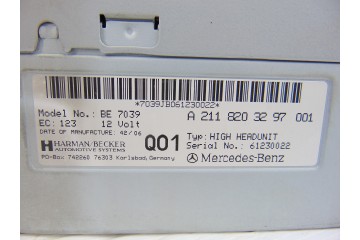 *7039JB061230022*
Model No.: BE 7039
A 211 820 32 97 001
EC: 123 12 Volt
DATE OF MANUFACTURE: 42/06
Q01
Typ: HIGH HEADUNIT
HARMAN/BECKER
AUTOMOTIVE SYSTEMS
Serial No.: 61230022
PO-Box: 742260 76303 Karlsbad, Germany
Mercedes-Benz